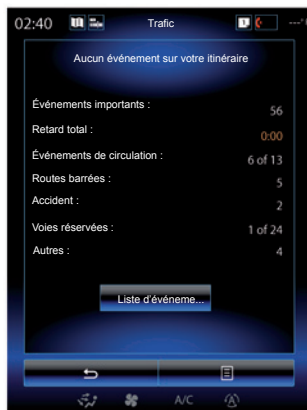 02:40 Trafic 1 ---°
Aucun événement sur votre itinéraire
Événements importants : 56
Retard total : 0:00
Événements de circulation : 6 of 13
Routes barrées : 5
Accident : 2
Voies réservées : 1 of 24
Autres : 4
Liste d'événeme...
A/C